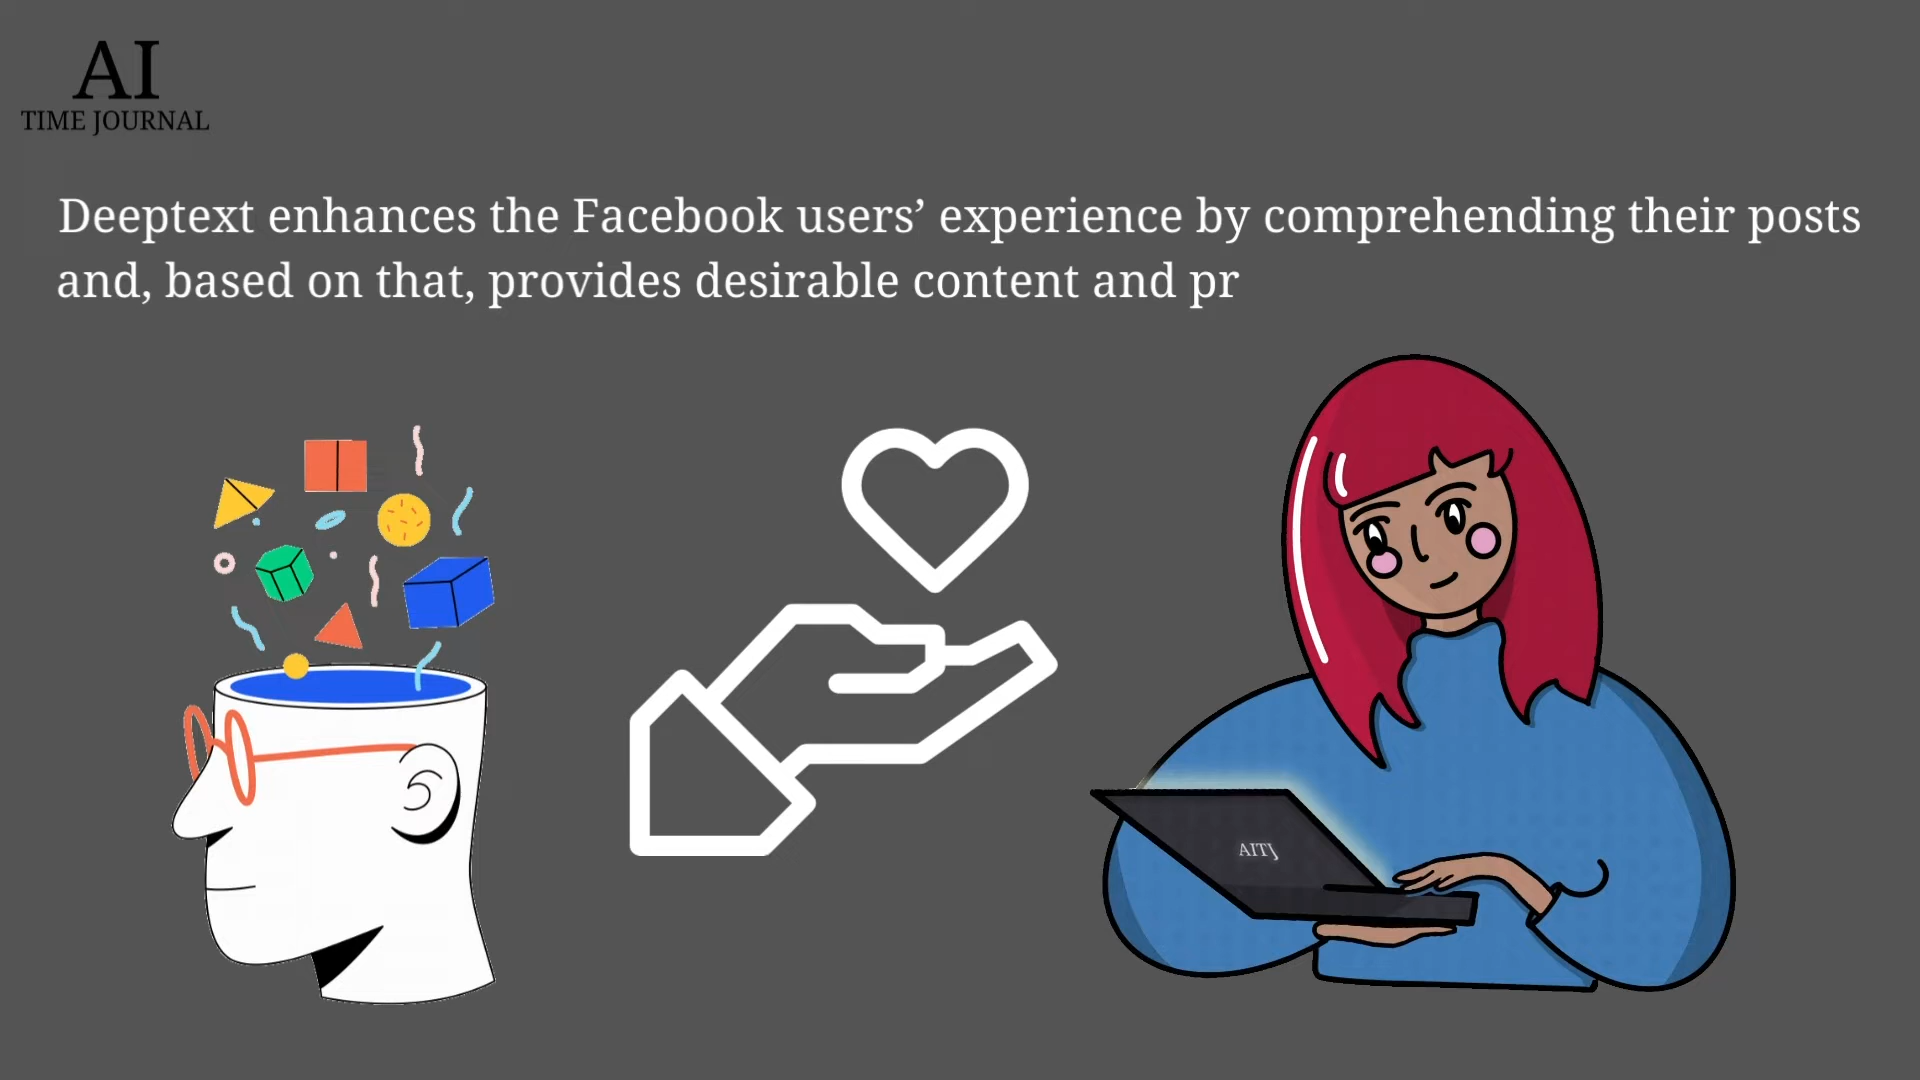 AI
TIME JOURNAL
Deeptext enhances the Facebook users’ experience by comprehending their posts
and, based on that, provides desirable content and pr
AITJ